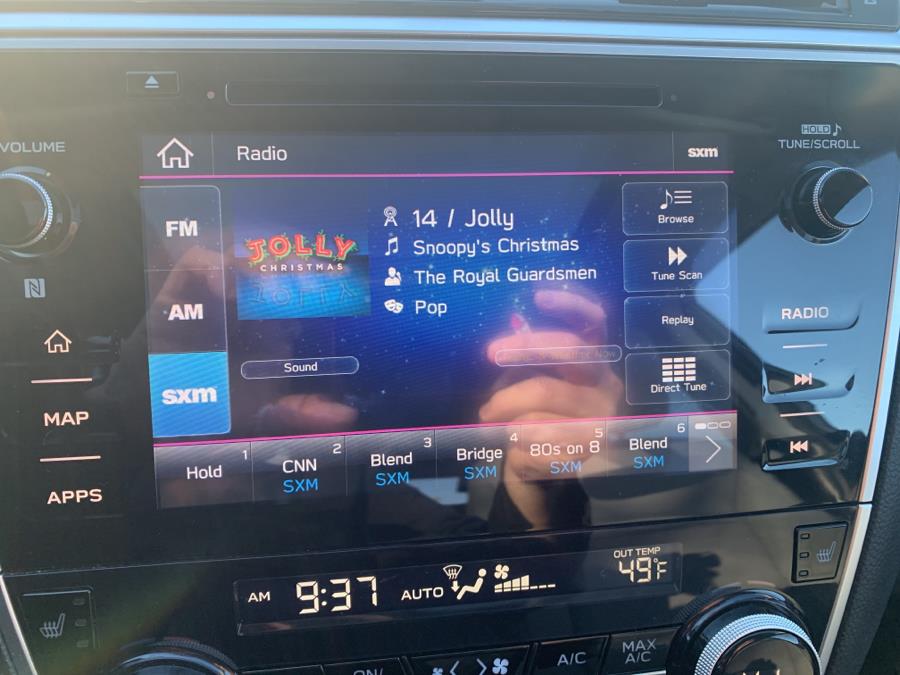 VOLUME
HOLD
TUNE/SCROLL
Radio
sxm
FM
AM
sxm
JOLLY
CHRISTMAS
14 / Jolly
Snoopy's Christmas
The Royal Guardsmen
Pop
Sound
Browse
Tune Scan
Replay
Direct Tune
Hold 1
CNN 2
SXM
Blend 3
SXM
Bridge 4
SXM
80s on 8 5
SXM
Blend 6
SXM
MAP
APPS
RADIO
AM 9:37
AUTO
OUT TEMP
49°F
ON/
A/C
MAX
A/C